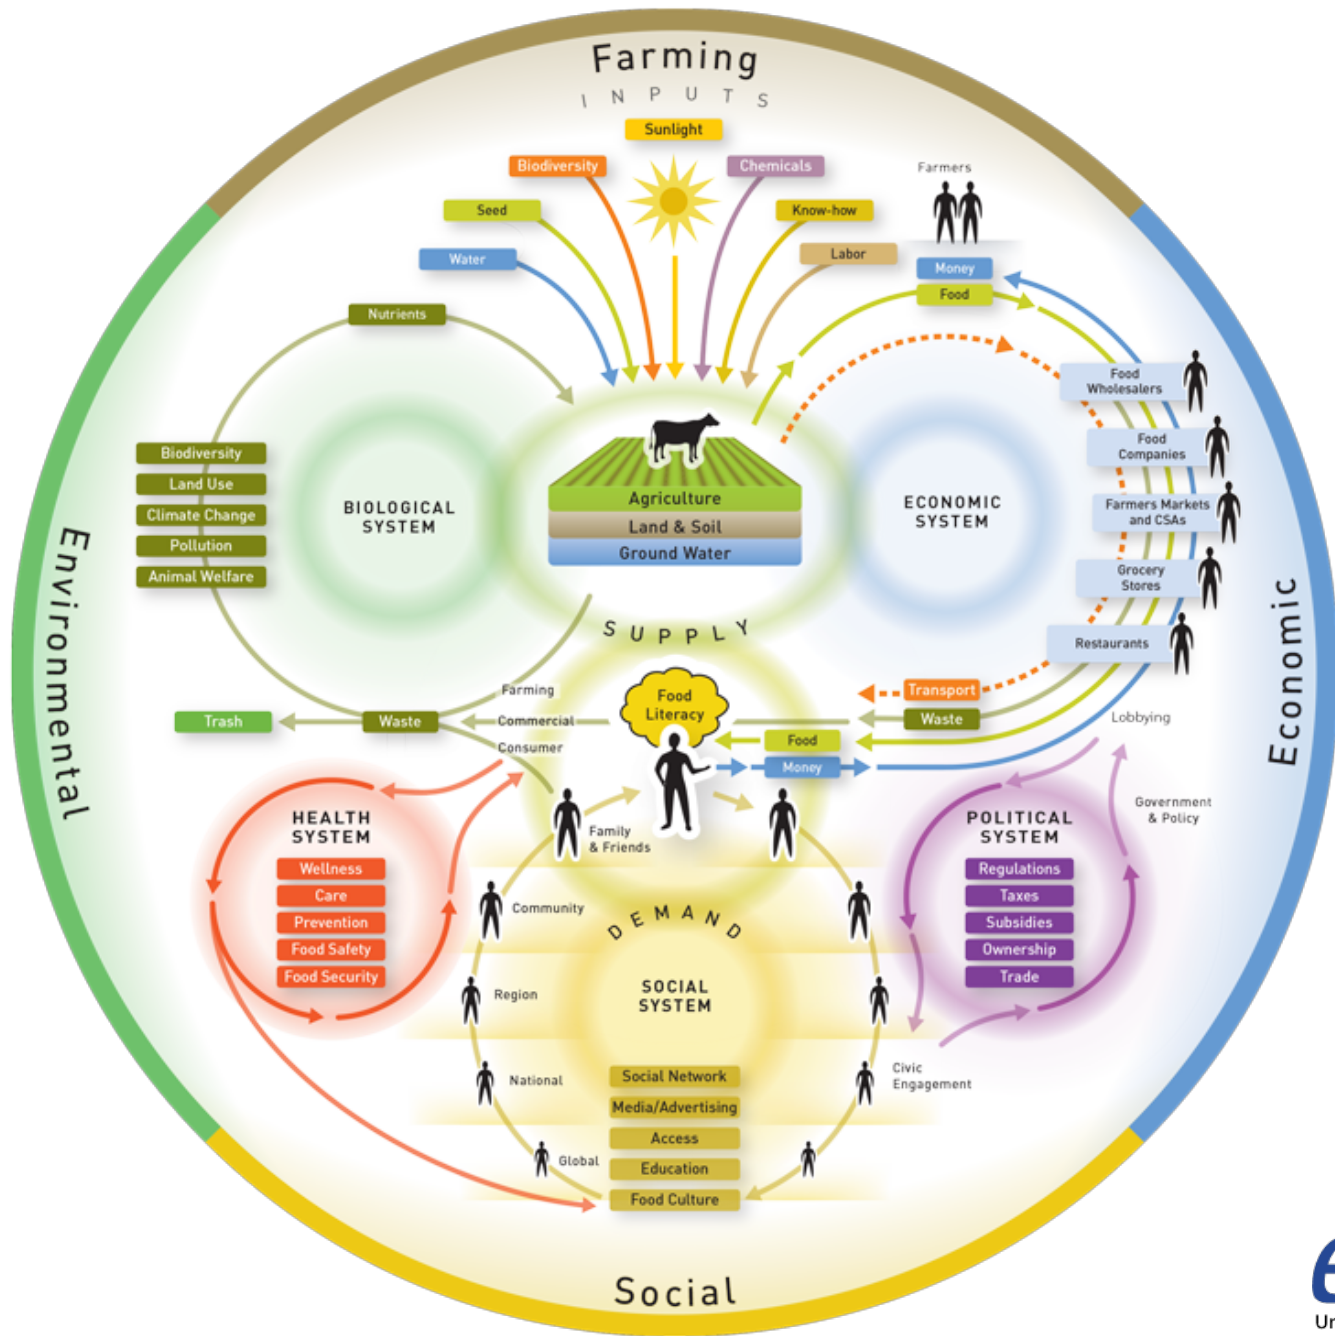 Farming
INPUTS
Sunlight
Biodiversity
Chemicals
Seed
Know-how
Water
Labor
Farmers
Money
Food
Nutrients
Food
Wholesalers
Food
Companies
Farmers Markets
and CSAs
Grocery
Stores
Restaurants
Biodiversity
Land Use
Climate Change
Pollution
Animal Welfare
BIOLOGICAL
SYSTEM
Agriculture
Land & Soil
Ground Water
ECONOMIC
SYSTEM
Environmental
Economic
SUPPLY
Food
Literacy
Farming
Commercial
Consumer
Trash
Waste
Transport
Waste
Food
Money
Lobbying
Government
& Policy
HEALTH
SYSTEM
Wellness
Care
Prevention
Food Safety
Food Security
Family
& Friends
Community
Region
National
Global
DEMAND
SOCIAL
SYSTEM
Social Network
Media/Advertising
Access
Education
Food Culture
POLITICAL
SYSTEM
Regulations
Taxes
Subsidies
Ownership
Trade
Civic
Engagement
Social
e
Un